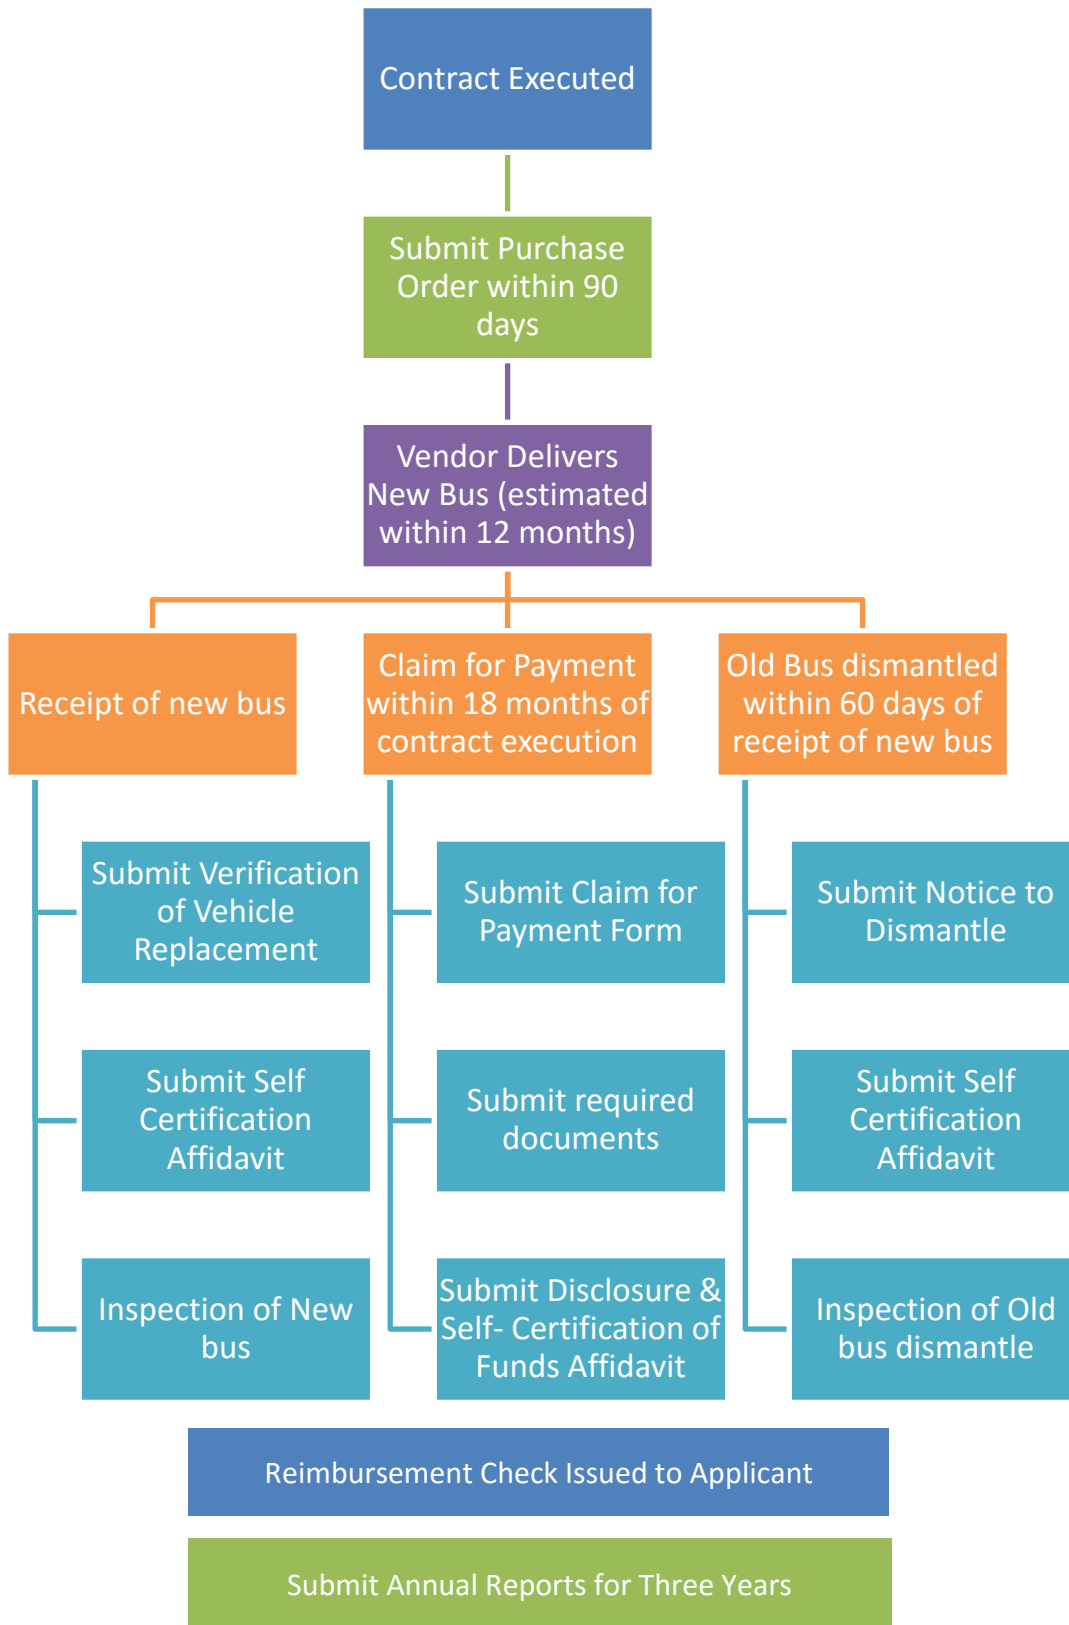 Contract Executed
Submit Purchase
Order within 90
days
Vendor Delivers
New Bus (estimated
within 12 months)
Receipt of new bus
Claim for Payment
within 18 months of
contract execution
Old Bus dismantled
within 60 days of
receipt of new bus
Submit Verification
of Vehicle
Replacement
Submit Self
Certification
Affidavit
Inspection of New
bus
Submit Claim for
Payment Form
Submit required
documents
Submit Disclosure &
Self- Certification of
Funds Affidavit
Submit Notice to
Dismantle
Submit Self
Certification
Affidavit
Inspection of Old
bus dismantle
Reimbursement Check Issued to Applicant
Submit Annual Reports for Three Years